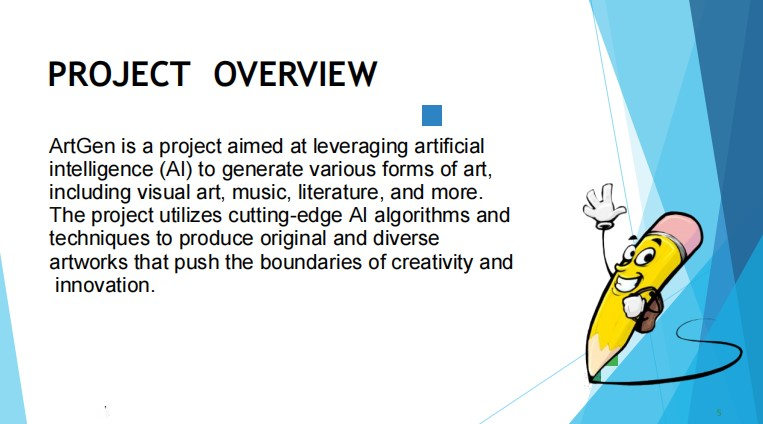 PROJECT OVERVIEW
ArtGen is a project aimed at leveraging artificial
intelligence (AI) to generate various forms of art,
including visual art, music, literature, and more.
The project utilizes cutting-edge AI algorithms and
techniques to produce original and diverse
artworks that push the boundaries of creativity and
innovation.
5